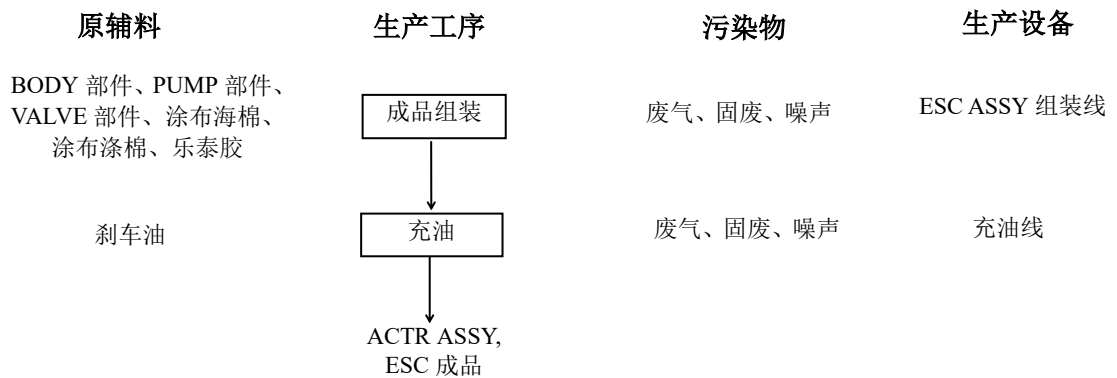 原辅料 生产工序 污染物 生产设备
BODY 部件、PUMP 部件、
VALVE 部件、涂布海棉、
涂布涤棉、乐泰胶
成品组装
废气、固废、噪声
ESC ASSY 组装线
刹车油
充油
废气、固废、噪声
充油线
ACTR ASSY,
ESC 成品